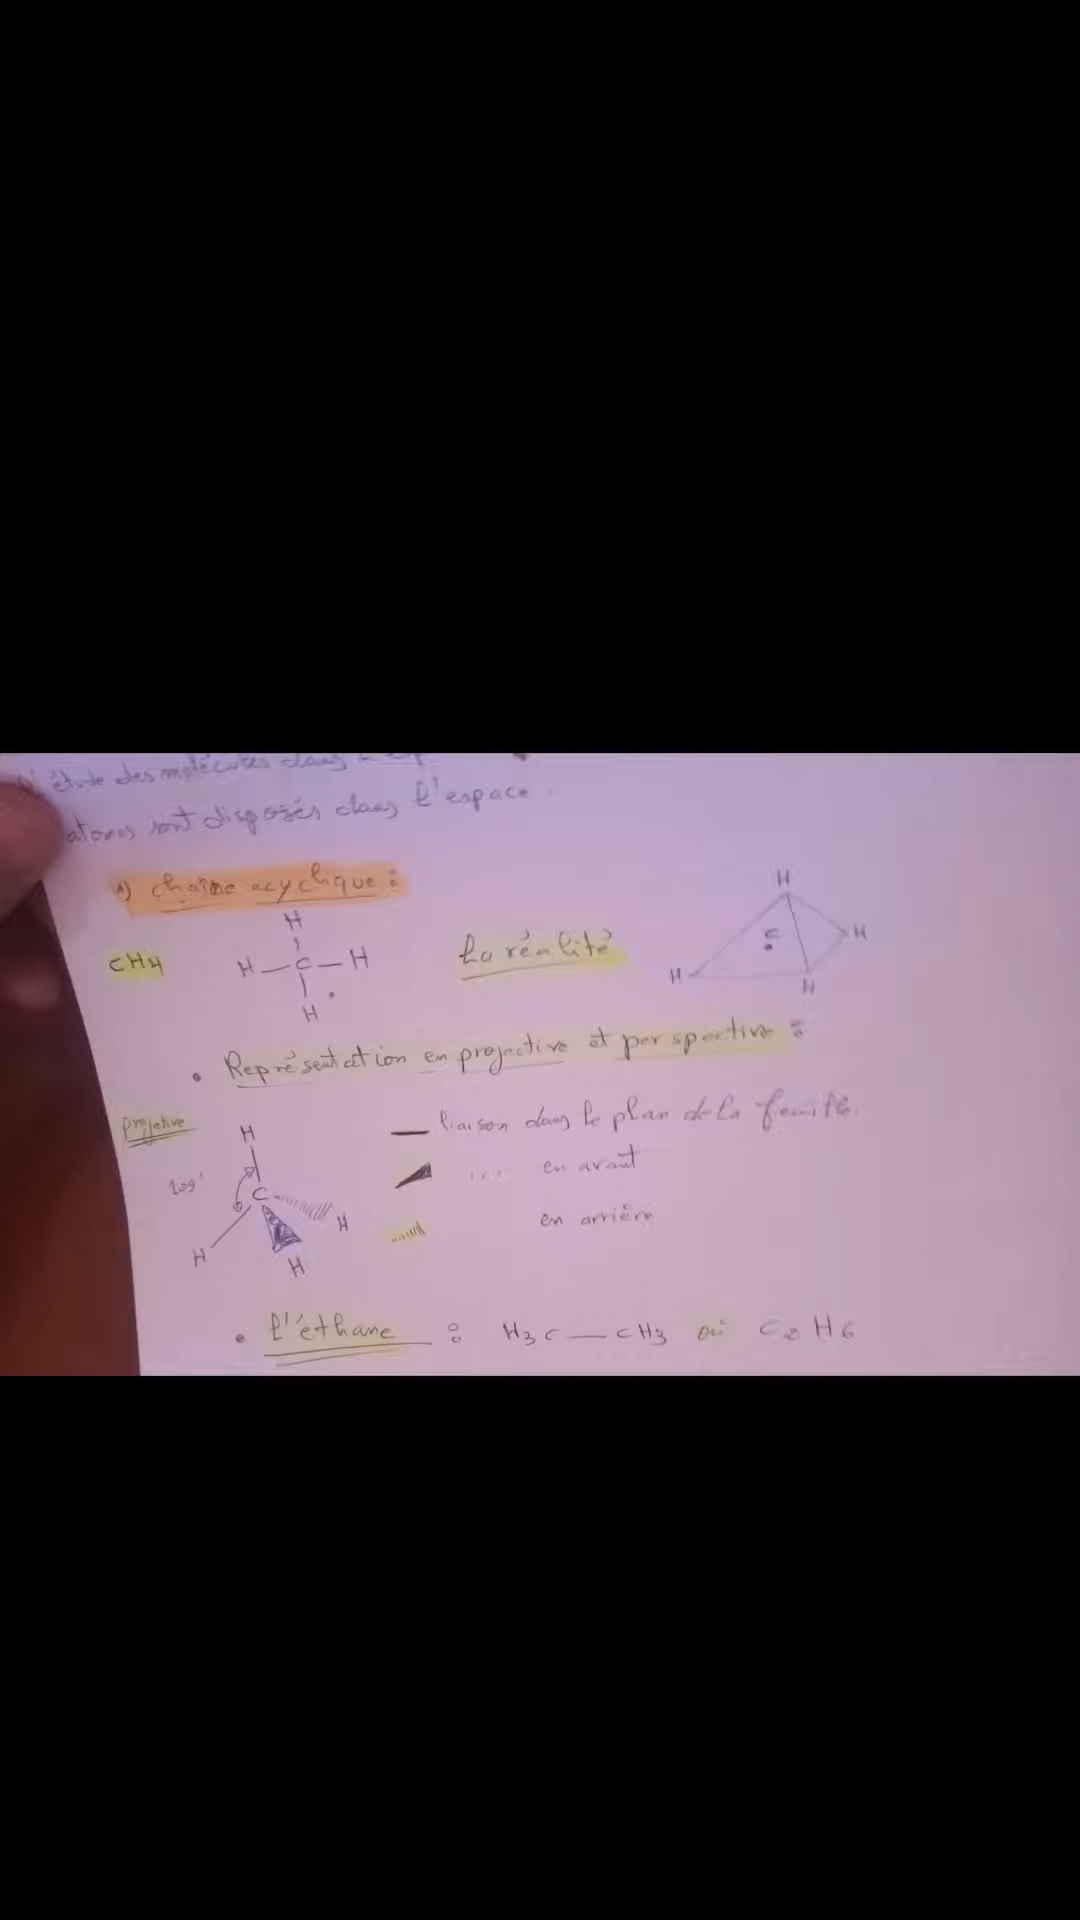 étude des molécules dans
atomes sont disposés dans l'espace.
1) chaîne acyclique :
H
CH4 H — C — H La réalité
H
H
C
H
H
H
• Représentation en projective et perspective :
projetive
H
109°
C
H
H
H
— liaison dans le plan de la feuille.
... en avant
en arrière
• l'éthane : H3C — CH3 ou C2H6